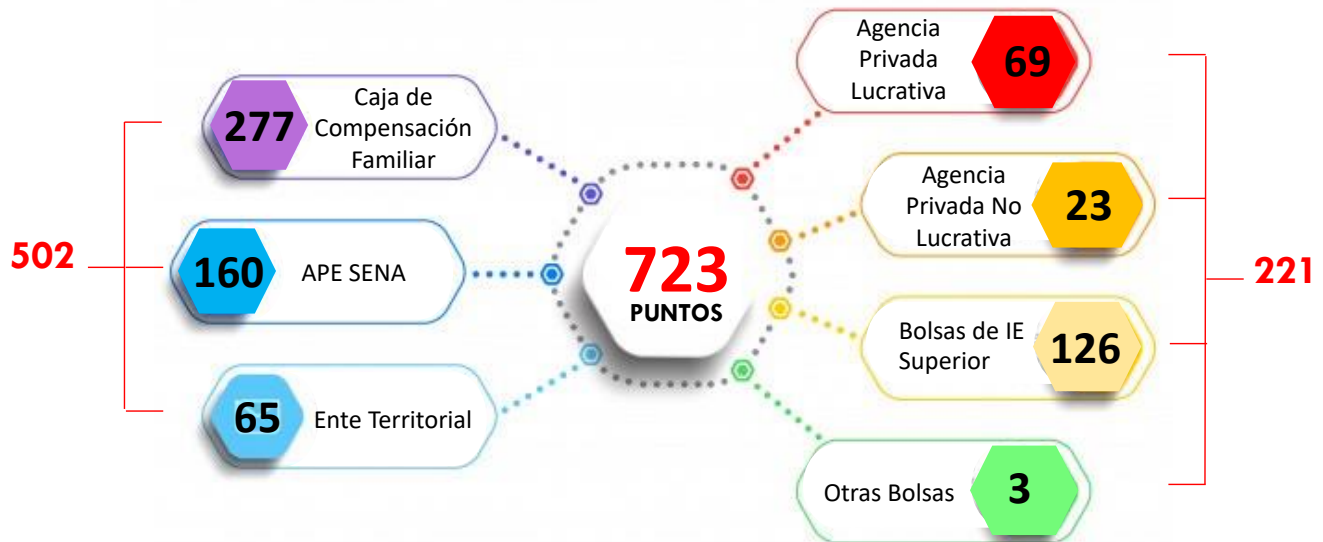 502
277
Caja de
Compensación
Familiar
160
APE SENA
65
Ente Territorial
723
PUNTOS
Agencia
Privada
Lucrativa
69
Agencia
Privada No
Lucrativa
23
Bolsas de IE
Superior
126
Otras Bolsas
3
221